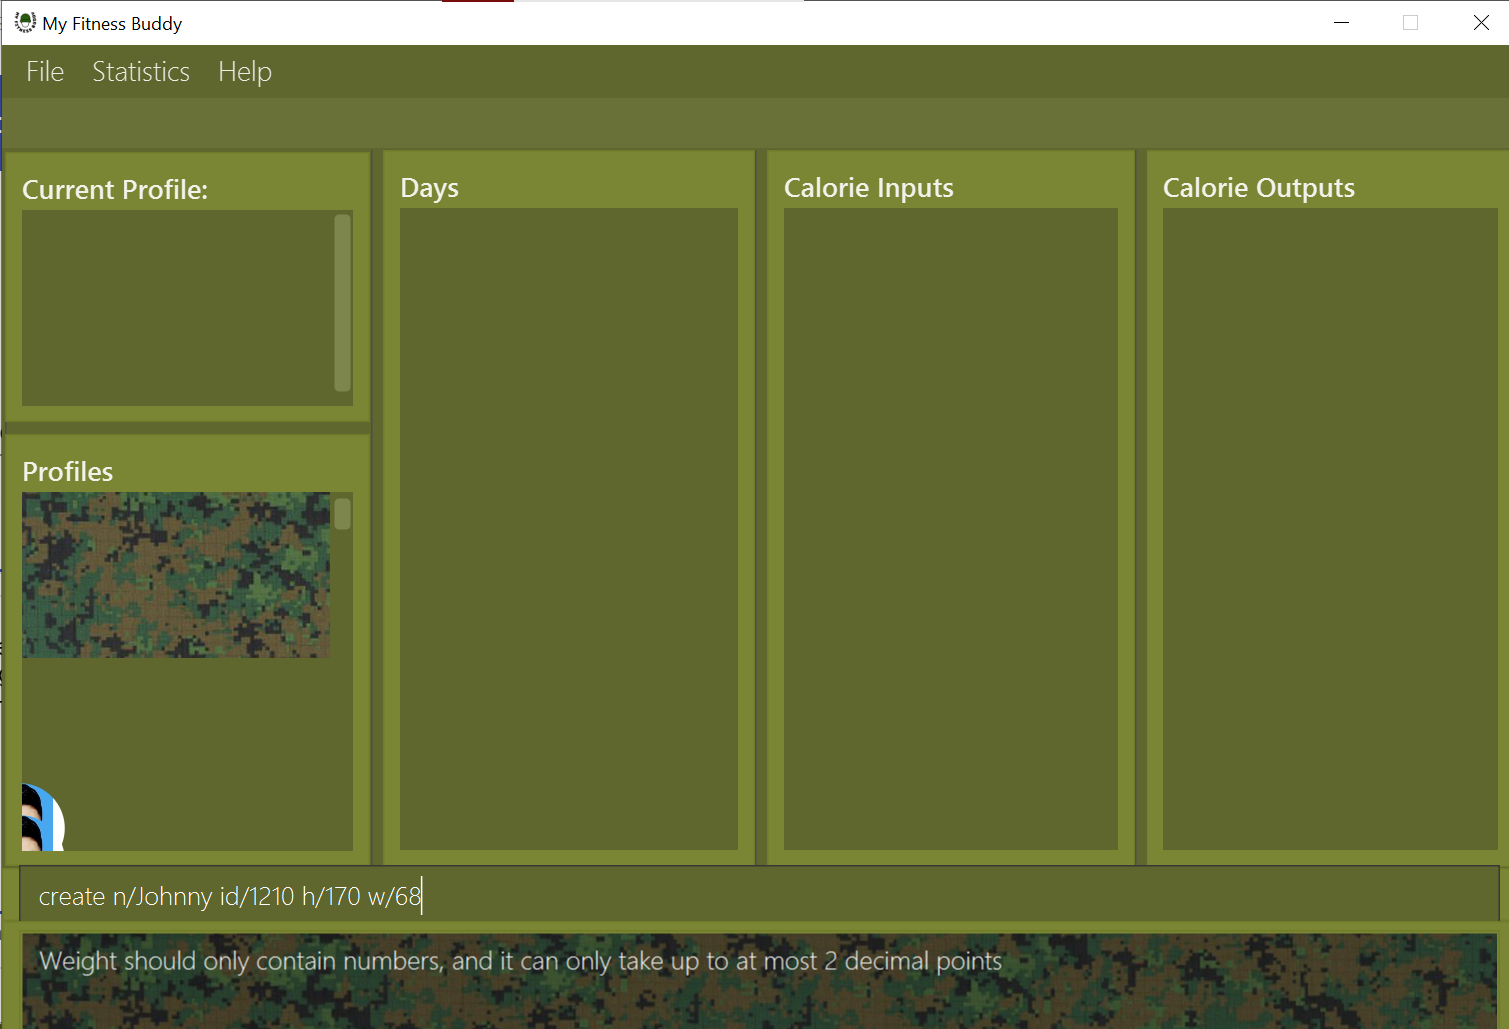 My Fitness Buddy
File Statistics Help
Current Profile:
Days
Calorie Inputs
Calorie Outputs
Profiles
create n/Johnny id/1210 h/170 w/68
Weight should only contain numbers, and it can only take up to at most 2 decimal points